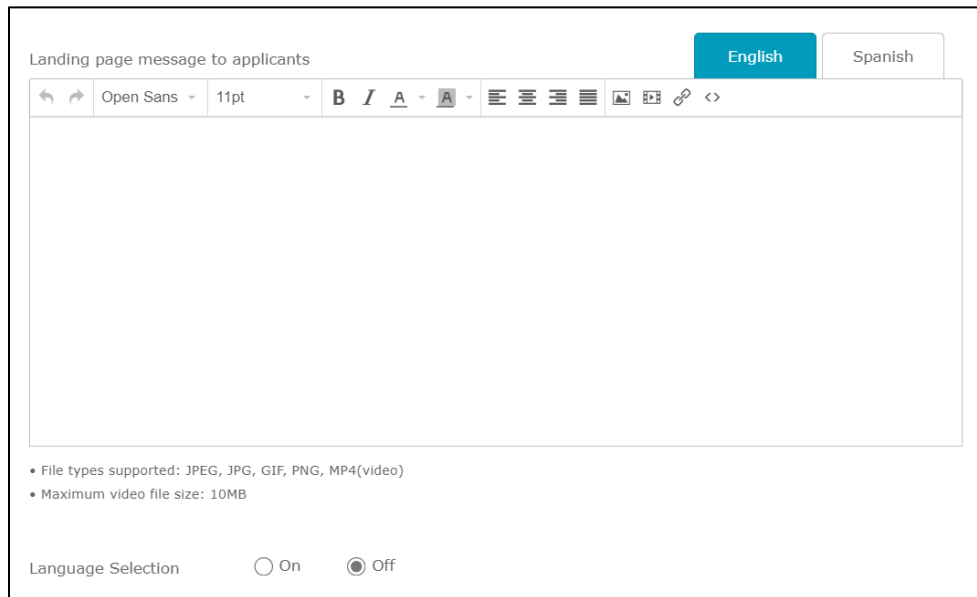 Landing page message to applicants
English
Spanish
Open Sans 11pt B I A A <>
• File types supported: JPEG, JPG, GIF, PNG, MP4(video)
• Maximum video file size: 10MB
Language Selection On Off